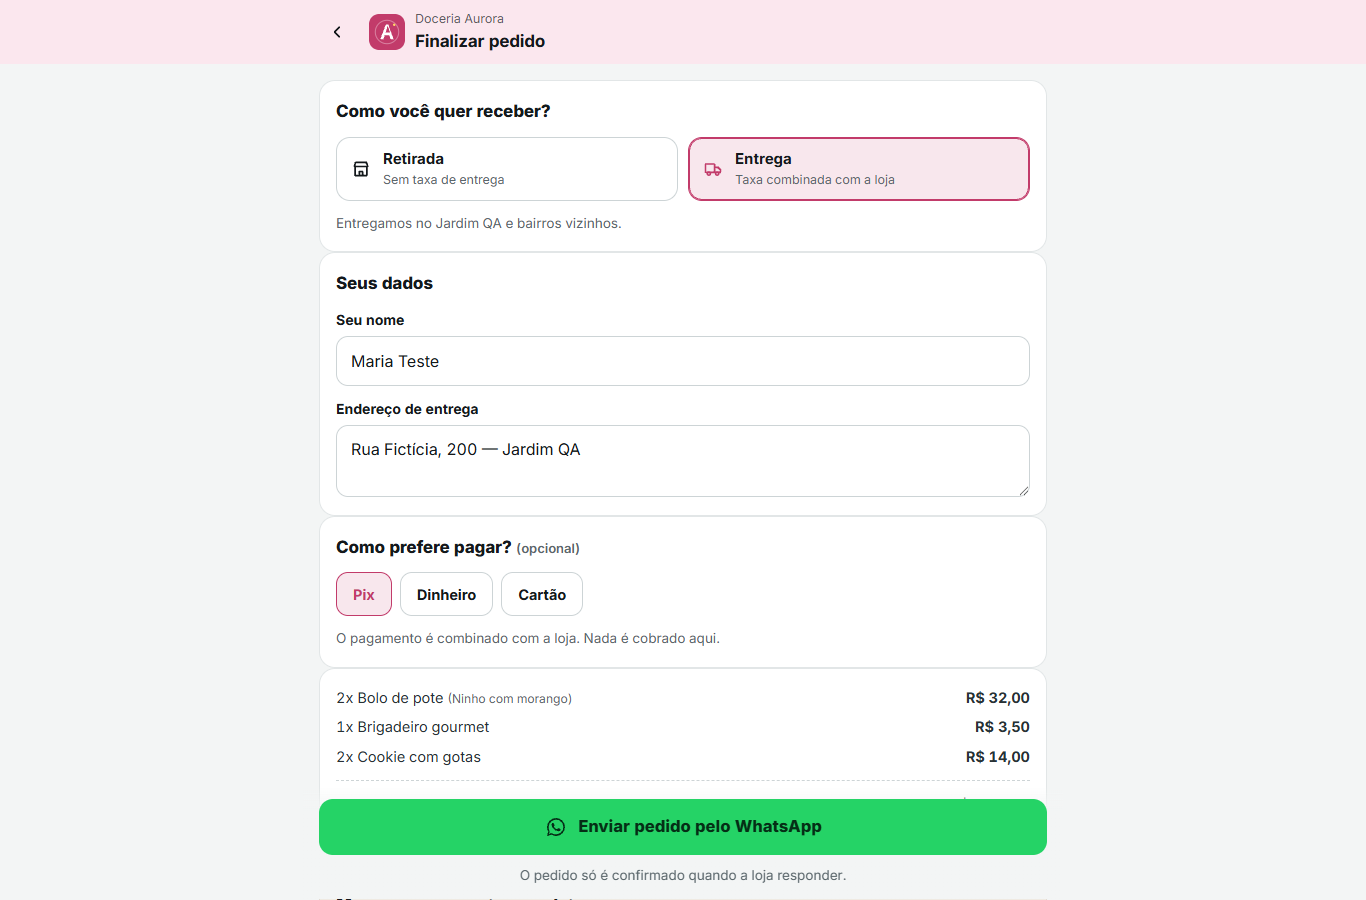 Doceria Aurora
A
Finalizar pedido
Como você quer receber?
Retirada
Sem taxa de entrega
Entrega
Taxa combinada com a loja
Entregamos no Jardim QA e bairros vizinhos.
Seus dados
Seu nome
Maria Teste
Endereço de entrega
Rua Fictícia, 200 — Jardim QA
Como prefere pagar? (opcional)
Pix
Dinheiro
Cartão
O pagamento é combinado com a loja. Nada é cobrado aqui.
2x Bolo de pote (Ninho com morango) R$ 32,00
1x Brigadeiro gourmet R$ 3,50
2x Cookie com gotas R$ 14,00
Enviar pedido pelo WhatsApp
O pedido só é confirmado quando a loja responder.